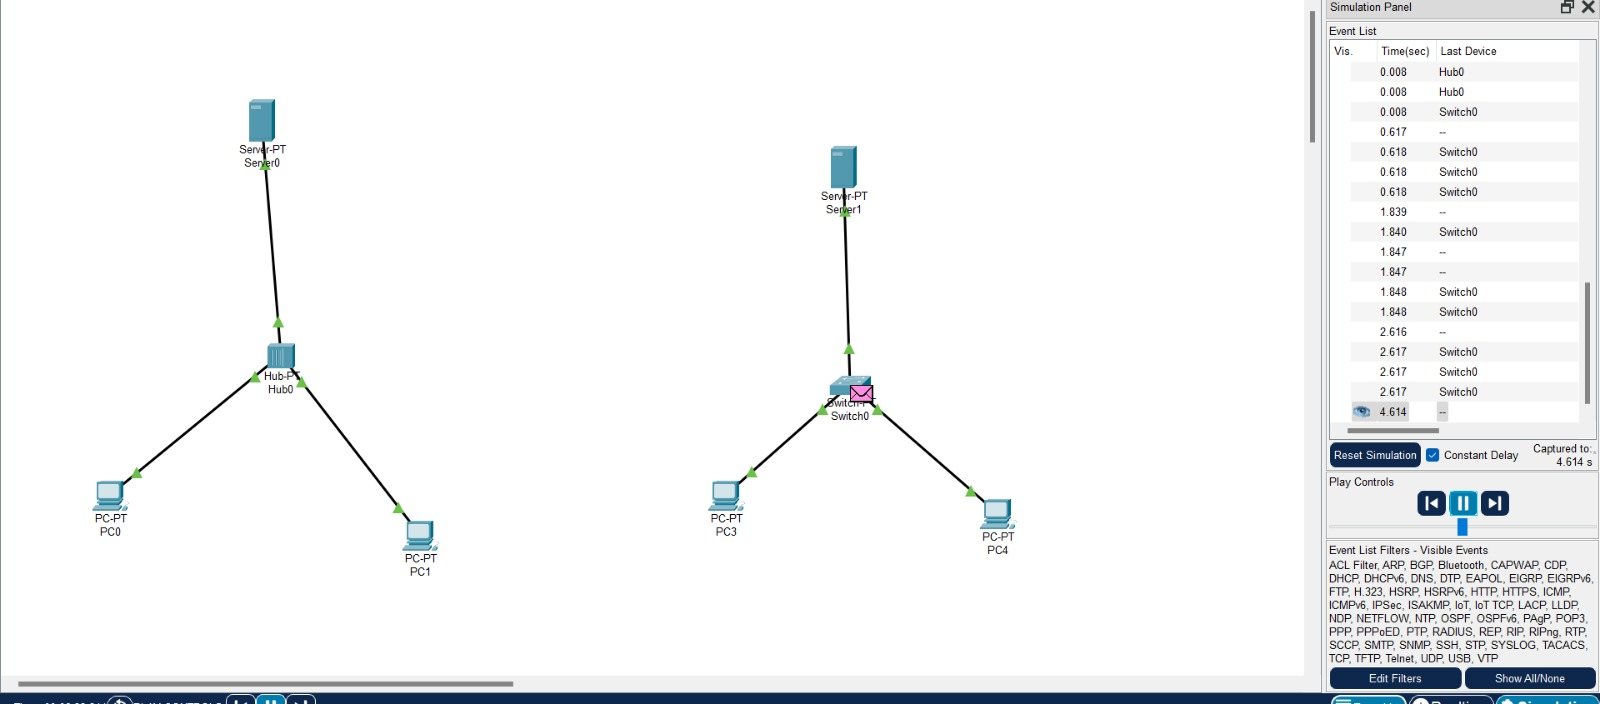 Simulation Panel
Event List
Vis. Time(sec) Last Device
0.008 Hub0
0.008 Hub0
0.008 Switch0
0.617 --
0.618 Switch0
0.618 Switch0
0.618 Switch0
1.839 --
1.840 Switch0
1.847 --
1.847 --
1.848 Switch0
1.848 Switch0
2.616 --
2.617 Switch0
2.617 Switch0
2.617 Switch0
4.614 --
Reset Simulation Constant Delay Captured to:
4.614 s
Play Controls
Event List Filters - Visible Events
ACL Filter, ARP, BGP, Bluetooth, CAPWAP, CDP,
DHCP, DHCPv6, DNS, DTP, EAPOL, EIGRP, EIGRPv6,
FTP, H.323, HSRP, HSRPv6, HTTP, HTTPS, ICMP,
ICMPv6, IPSec, ISAKMP, IoT, IoT TCP, LACP, LLDP,
NDP, NETFLOW, NTP, OSPF, OSPFv6, PAgP, POP3,
PPP, PPPoED, PTP, RADIUS, REP, RIP, RIPng, RTP,
SCCP, SMTP, SNMP, SSH, STP, SYSLOG, TACACS,
TCP, TFTP, Telnet, UDP, USB, VTP
Edit Filters Show All/None
Server-PT
Server0
Hub-PT
Hub0
PC-PT
PC0
PC-PT
PC1
Server-PT
Server1
Switch-PT
Switch0
PC-PT
PC3
PC-PT
PC4